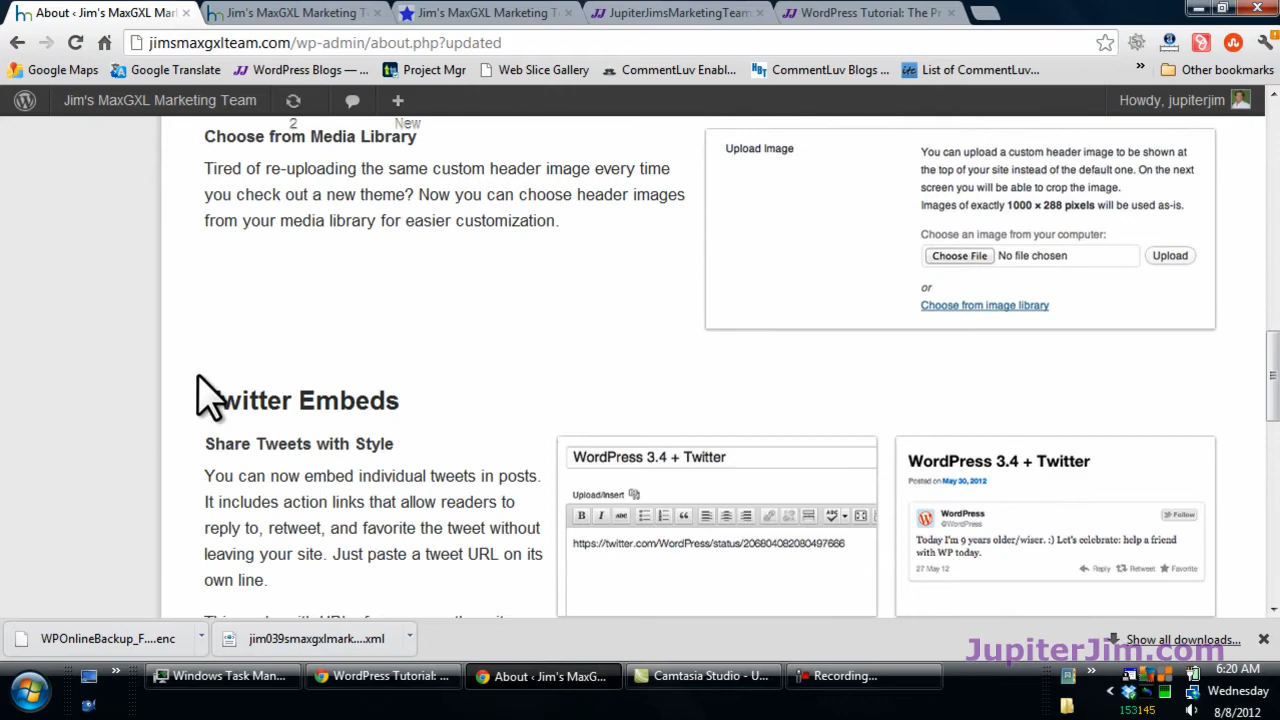 About ‹ Jim's MaxGXL Mar
Jim's MaxGXL Marketing T
Jim's MaxGXL Marketing T
JupiterJimsMarketingTeam
WordPress Tutorial: The Pr
jimsmaxgxlteam.com/wp-admin/about.php?updated
Google Maps
Google Translate
WordPress Blogs — ...
Project Mgr
Web Slice Gallery
CommentLuv Enabl...
CommentLuv Blogs ...
List of CommentLuv...
Other bookmarks
Jim's MaxGXL Marketing Team
Howdy, jupiterjim
2
New
Choose from Media Library
Tired of re-uploading the same custom header image every time
you check out a new theme? Now you can choose header images
from your media library for easier customization.
Upload Image
You can upload a custom header image to be shown at
the top of your site instead of the default one. On the next
screen you will be able to crop the image.
Images of exactly 1000 × 288 pixels will be used as-is.
Choose an image from your computer:
Choose File No file chosen Upload
or
Choose from image library
Twitter Embeds
Share Tweets with Style
You can now embed individual tweets in posts.
It includes action links that allow readers to
reply to, retweet, and favorite the tweet without
leaving your site. Just paste a tweet URL on its
own line.
WordPress 3.4 + Twitter
Upload/Insert
B I ABC
https://twitter.com/WordPress/status/206804082080497666
WordPress 3.4 + Twitter
Posted on May 30, 2012
WordPress
@WordPress
Follow
Today I'm 9 years older/wiser. :) Let's celebrate: help a friend
with WP today.
27 May 12
Reply Retweet Favorite
WPOnlineBackup_F....enc
jim039smaxgxlmark....xml
Show all downloads...
JupiterJim.com
Windows Task Man...
WordPress Tutorial: ...
About ‹ Jim's MaxG...
Camtasia Studio - U...
Recording...
153145
6:20 AM
Wednesday
8/8/2012